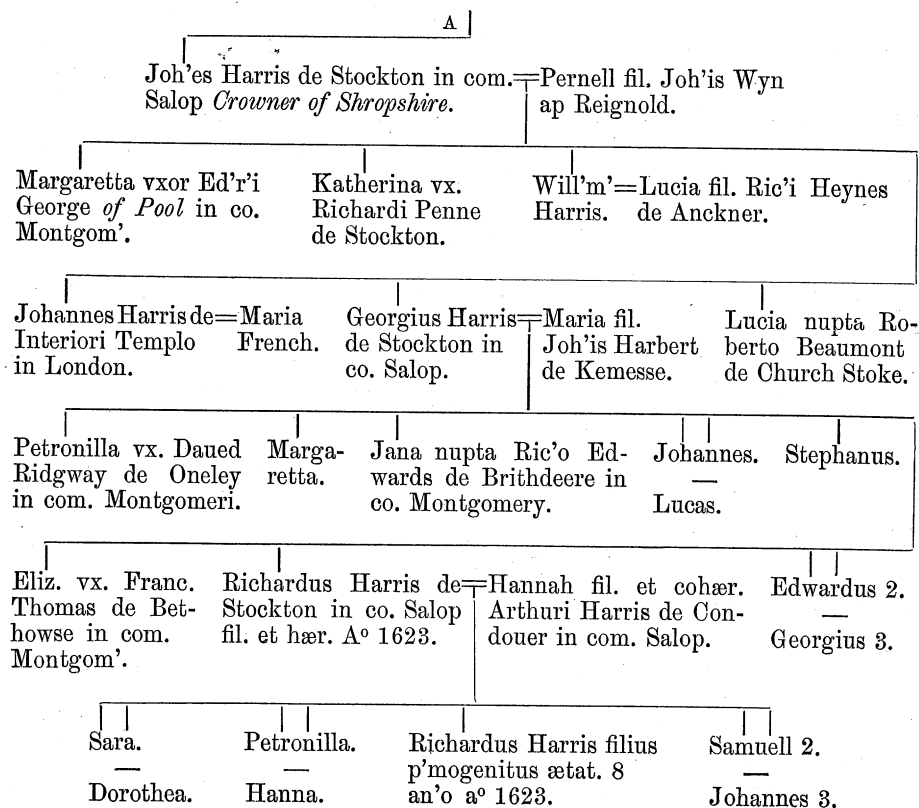 A
Joh'es Harris de Stockton in com.=Pernell fil. Joh'is Wyn
Salop Crowner of Shropshire. ap Reignold.
Margaretta vxor Ed'r'i
George of Pool in co.
Montgom'.
Katherina vx.
Richardi Penne
de Stockton.
Will'm'=Lucia fil. Ric'i Heynes
Harris. de Anckner.
Johannes Harris de=Maria
Interiori Templo French.
in London.
Georgius Harris=Maria fil.
de Stockton in Joh'is Harbert
co. Salop. de Kemesse.
Lucia nupta Ro-
berto Beaumont
de Church Stoke.
Petronilla vx. Daued
Ridgway de Oneley
in com. Montgomeri.
Marga-
retta.
Jana nupta Ric'o Ed-
wards de Brithdeere in
co. Montgomery.
Johannes.
—
Lucas.
Stephanus.
Eliz. vx. Franc.
Thomas de Bet-
howse in com.
Montgom'.
Richardus Harris de=Hannah fil. et cohær.
Stockton in co. Salop Arthuri Harris de Con-
fil. et hær. Aº 1623. douer in com. Salop.
Edwardus 2.
—
Georgius 3.
Sara.
—
Dorothea.
Petronilla.
—
Hanna.
Richardus Harris filius
p'mogenitus ætat. 8
an'o aº 1623.
Samuell 2.
—
Johannes 3.